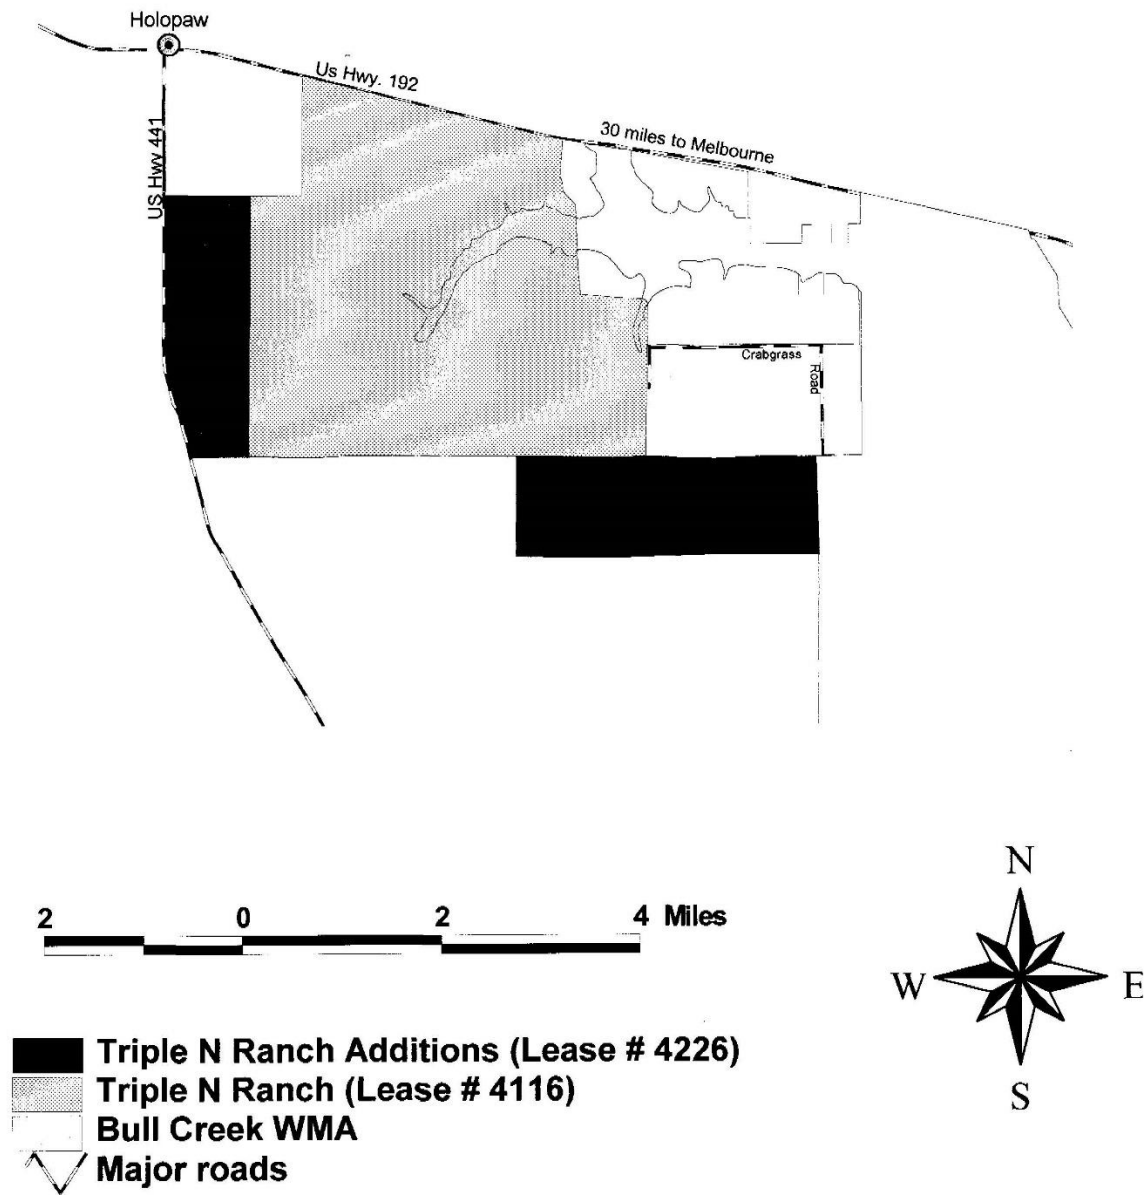 Holopaw
Us Hwy. 192
30 miles to Melbourne
US Hwy 441
Crabgrass
Road
2 0 2 4 Miles
N
W E
S
Triple N Ranch Additions (Lease # 4226)
Triple N Ranch (Lease # 4116)
Bull Creek WMA
Major roads